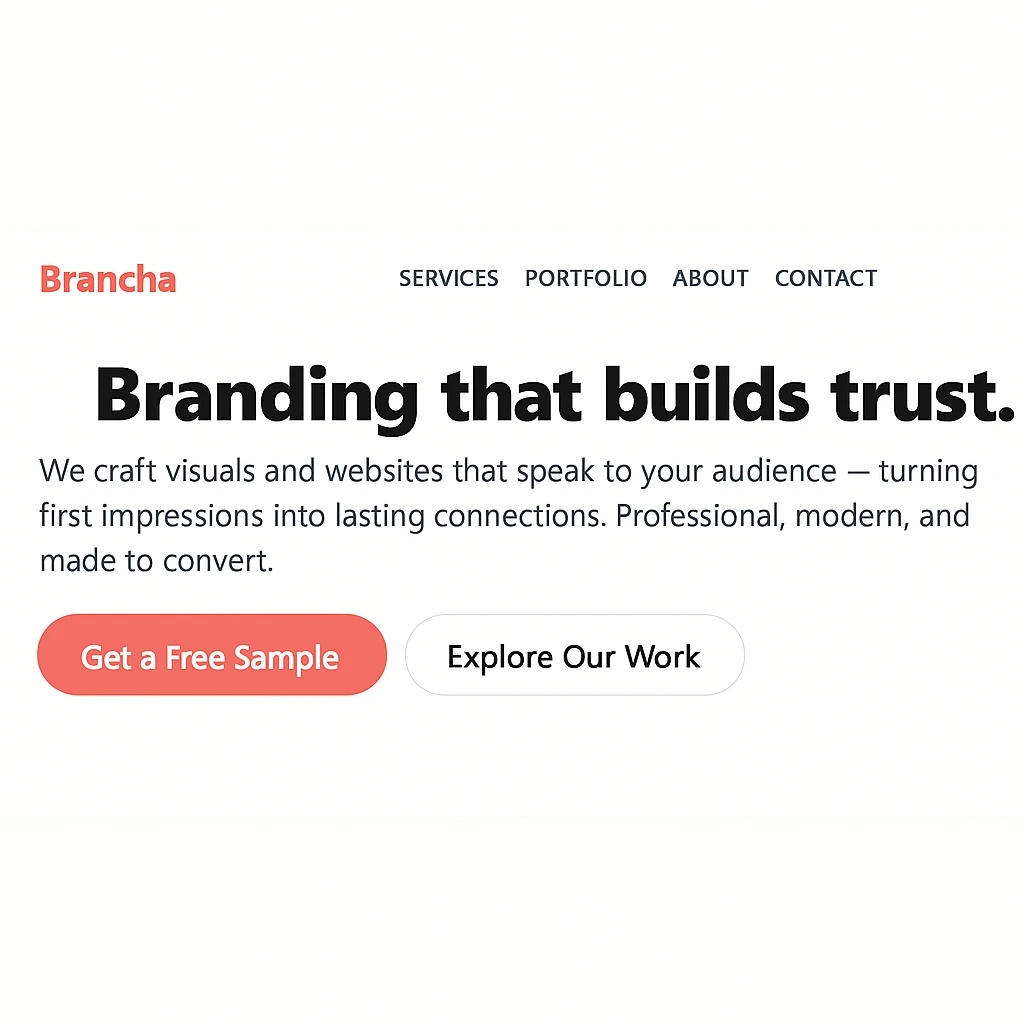 Brancha
SERVICES PORTFOLIO ABOUT CONTACT
Branding that builds trust.
We craft visuals and websites that speak to your audience — turning
first impressions into lasting connections. Professional, modern, and
made to convert.
Get a Free Sample
Explore Our Work